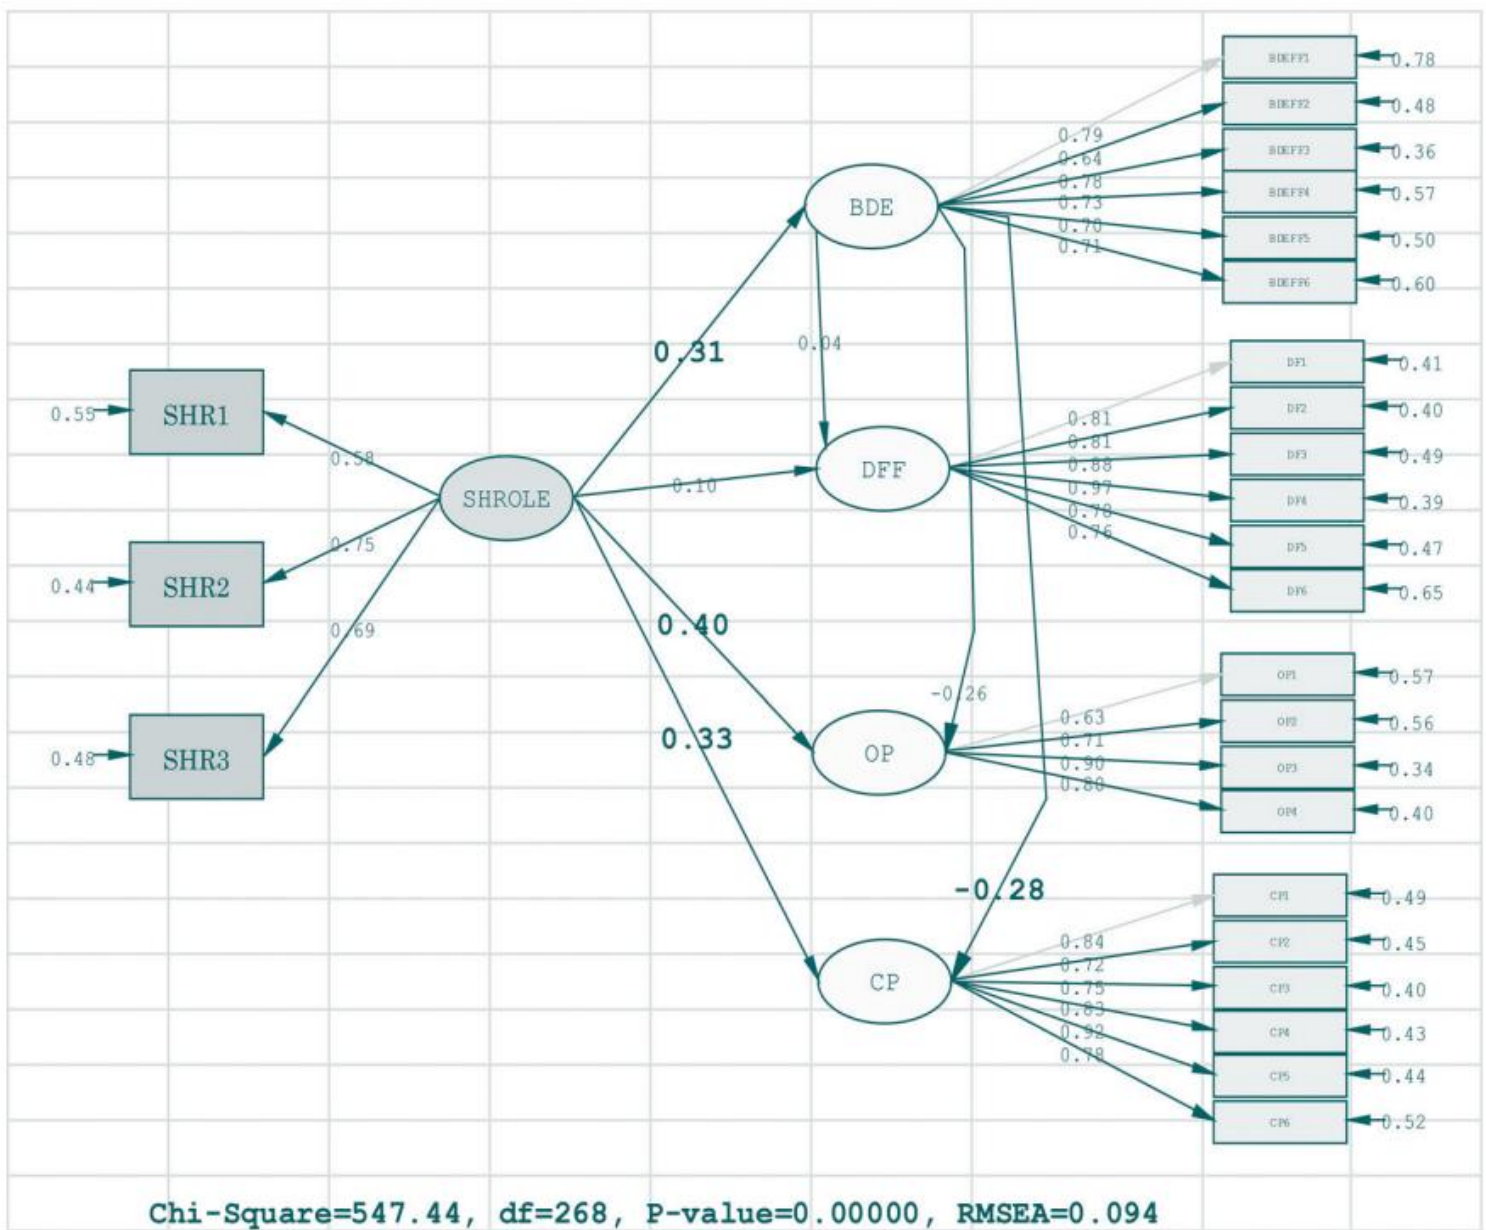 BDEFF1
0.78
BDEFF2
0.48
BDEFF3
0.36
BDEFF4
0.57
BDEFF5
0.50
BDEFF6
0.60
0.79
0.64
0.78
0.73
0.70
0.71
BDE
0.31
0.04
DF1
0.41
DF2
0.40
DF3
0.49
DF4
0.39
DF5
0.47
DF6
0.65
0.81
0.81
0.88
0.97
0.78
0.76
DFF
0.10
0.55
SHR1
0.58
SHROLE
0.44
SHR2
0.75
0.48
SHR3
0.69
0.40
0.33
-0.26
OP
OP1
0.57
OP2
0.56
OP3
0.34
OP4
0.40
0.63
0.71
0.90
0.80
-0.28
CP
CP1
0.49
CP2
0.45
CP3
0.40
CP4
0.43
CP5
0.44
CP6
0.52
0.84
0.72
0.75
0.83
0.92
0.78
Chi-Square=547.44, df=268, P-value=0.00000, RMSEA=0.094